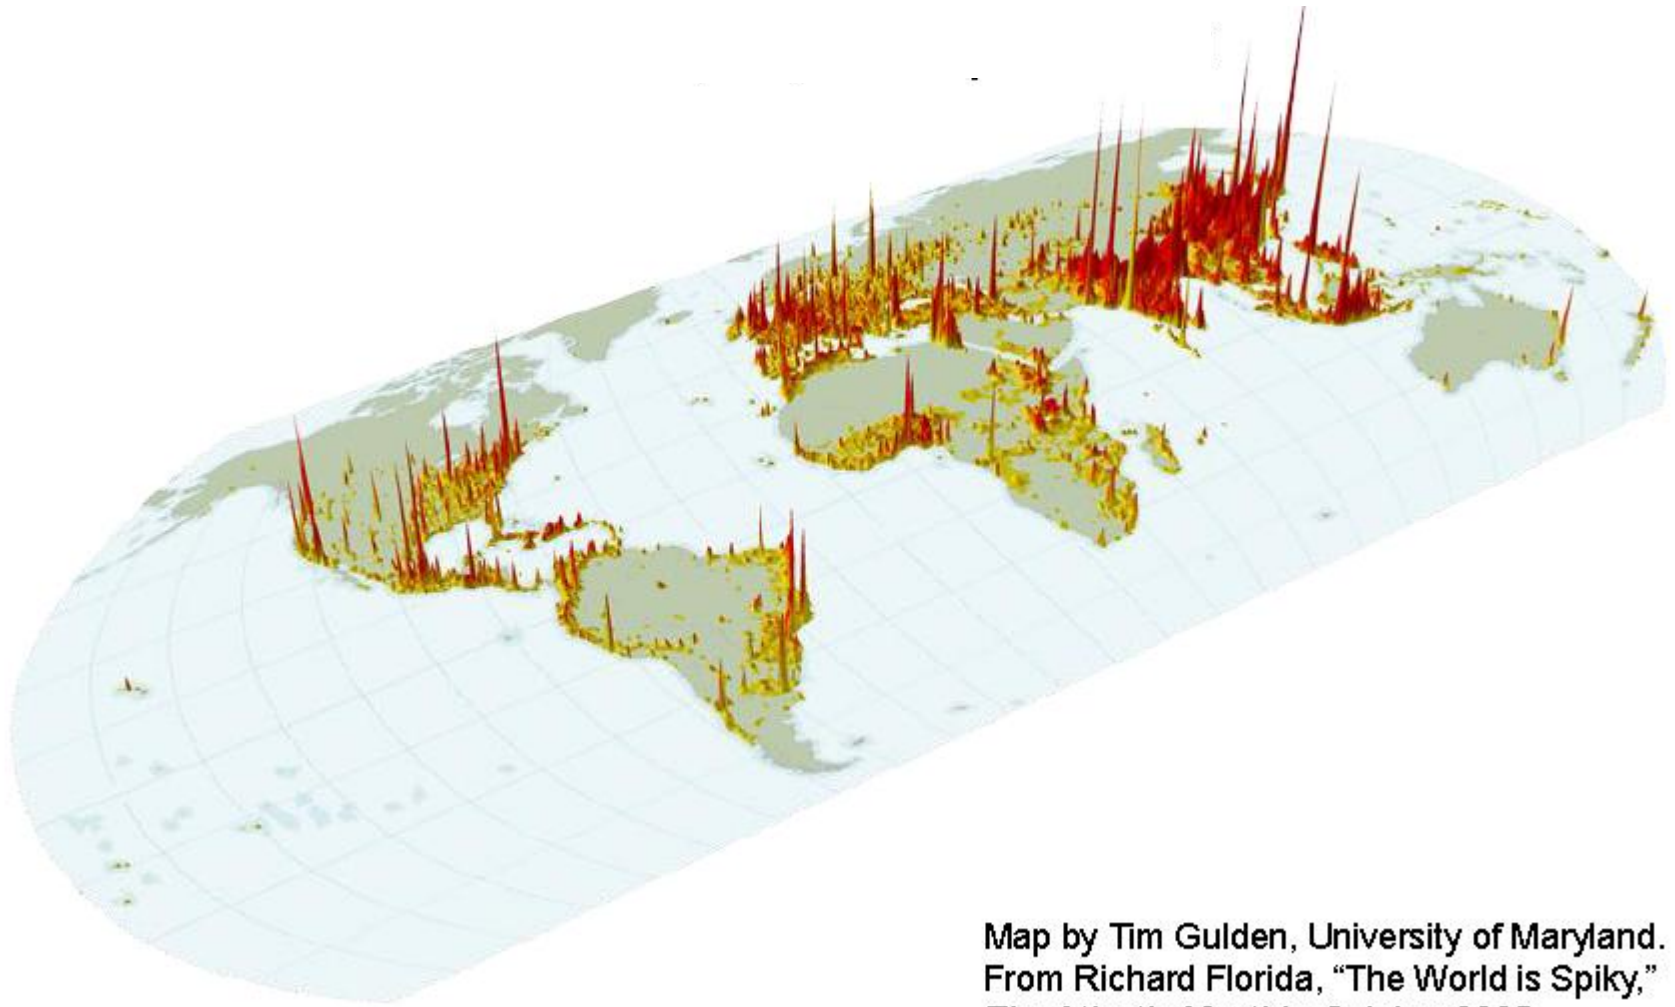 Map by Tim Gulden, University of Maryland.
From Richard Florida, “The World is Spiky,”